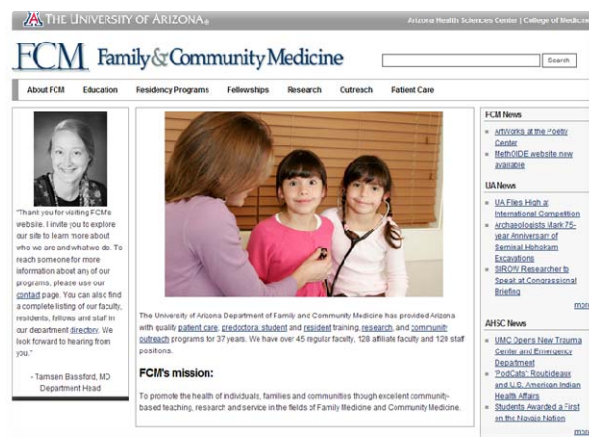 THE UNIVERSITY OF ARIZONA®
Arizona Health Sciences Center | College of Medicine
FCM Family & Community Medicine
Search
About FCM Education Residency Programs Fellowships Research Outreach Patient Care
"Thank you for visiting FCM's
website. I invite you to explore
our site to learn more about
who we are and what we do. To
reach someone for more
information about any of our
programs, please use our
contact page. You can also find
a complete listing of our faculty,
residents, fellows and staff in
our department directory. We
look forward to hearing from
you."
- Tamsen Bassford, MD
Department Head
The University of Arizona Department of Family and Community Medicine has provided Arizona
with quality patient care, predoctoral student and resident training, research, and community
outreach programs for 37 years. We have over 45 regular faculty, 128 affiliate faculty and 129 staff
positions.
FCM's mission:
To promote the health of individuals, families and communities though excellent community-
based teaching, research and service in the fields of Family Medicine and Community Medicine.
FCM News
ArtWorks at the Poetry
Center
MethOIDE website now
available
UA News
UA Flies High at
International Competition
Archaeologists Mark 75-
year Anniversary of
Seminal Hohokam
Excavations
SIROW Researcher to
Speak at Congressional
Briefing
more
AHSC News
UMC Opens New Trauma
Center and Emergency
Department
'PodCats': Roubideaux
and U.S. American Indian
Health Affairs
Students Awarded a First
on the Navajo Nation
more